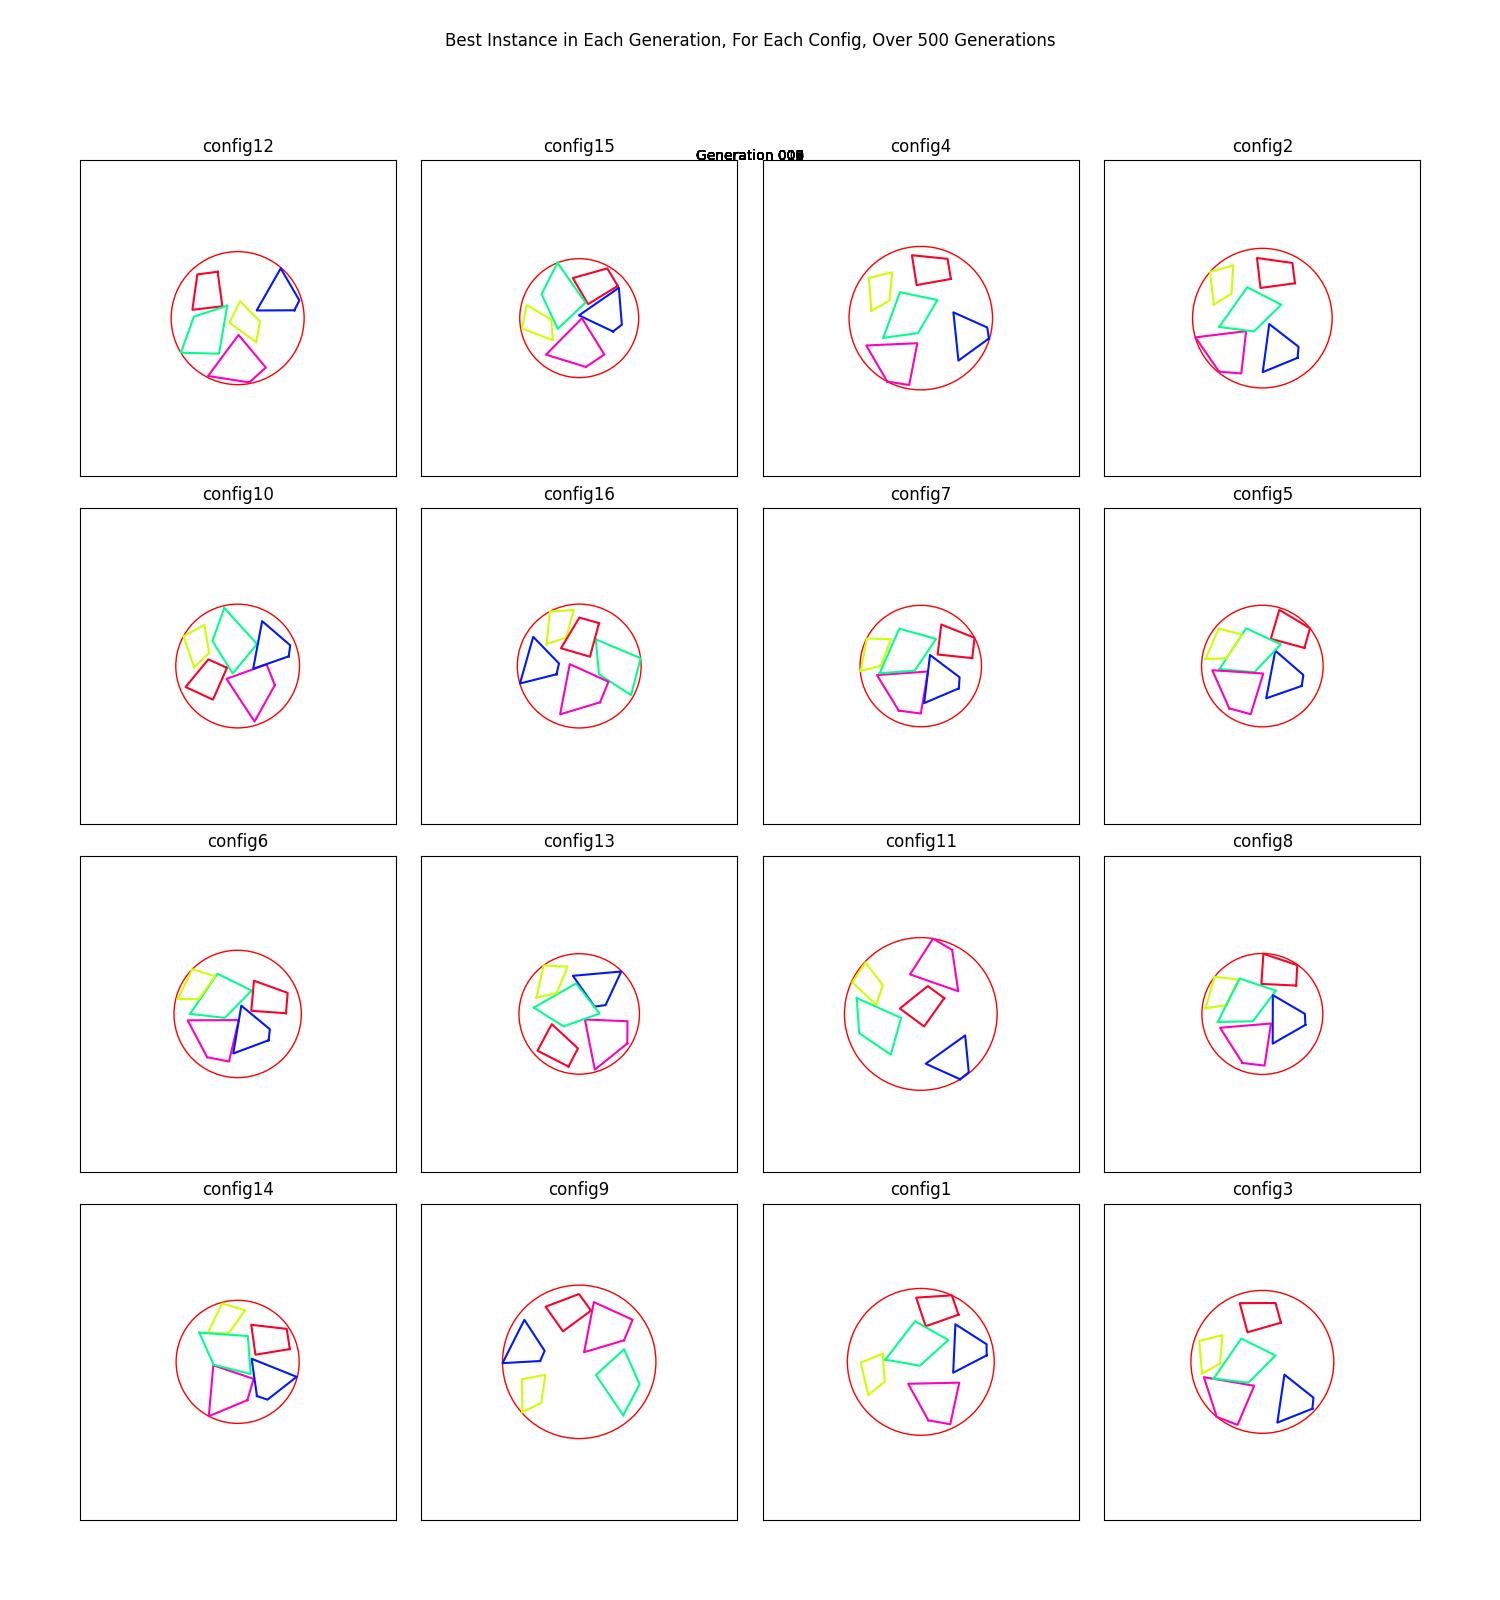 Best Instance in Each Generation, For Each Config, Over 500 Generations
config12
config15
Generation
config4
config2
config10
config16
config7
config5
config6
config13
config11
config8
config14
config9
config1
config3